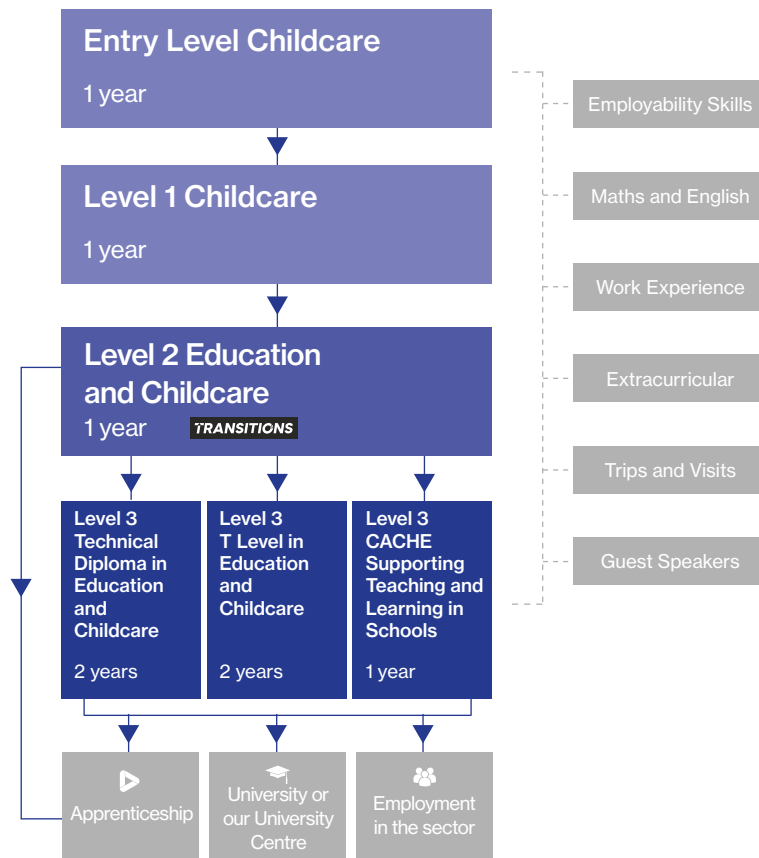 Entry Level Childcare
1 year
Level 1 Childcare
1 year
Level 2 Education
and Childcare
1 year
TRANSITIONS
Level 3
Technical
Diploma in
Education
and
Childcare
2 years
Level 3
T Level in
Education
and
Childcare
2 years
Level 3
CACHE
Supporting
Teaching and
Learning in
Schools
1 year
Apprenticeship
University or
our University
Centre
Employment
in the sector
Employability Skills
Maths and English
Work Experience
Extracurricular
Trips and Visits
Guest Speakers